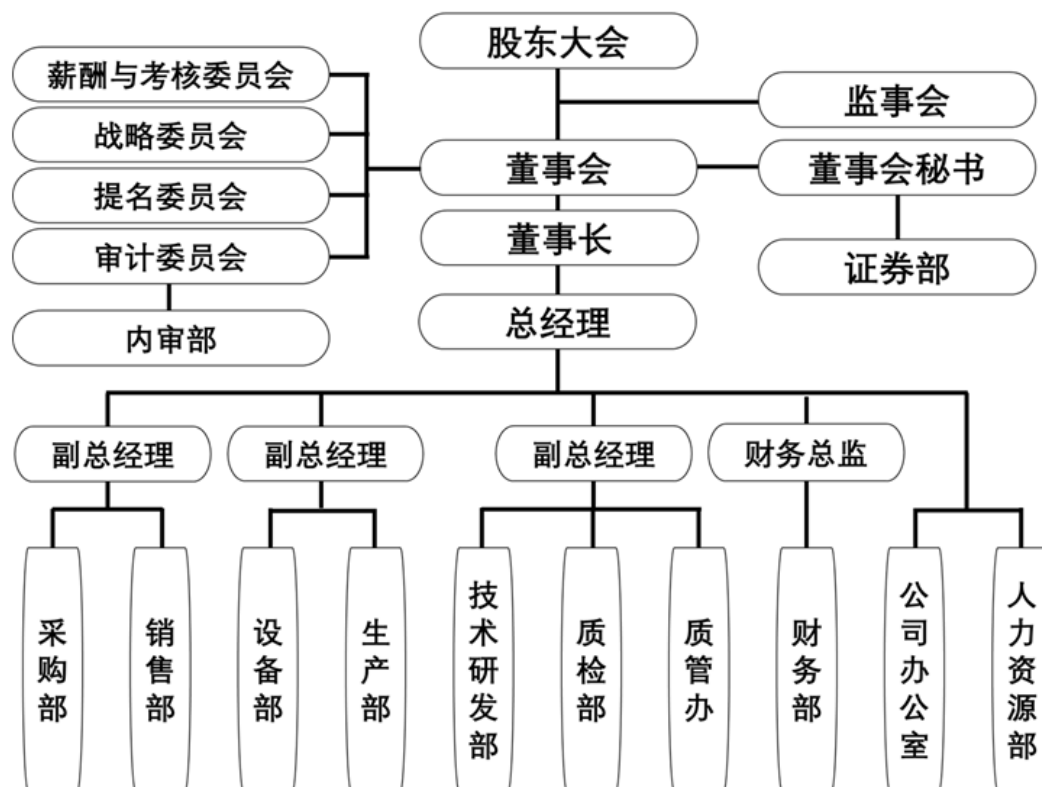 股东大会
薪酬与考核委员会
监事会
战略委员会
董事会
董事会秘书
提名委员会
董事长
审计委员会
证券部
总经理
内审部
副总经理
副总经理
副总经理
财务总监
采购部
销售部
设备部
生产部
技术研发部
质检部
质管办
财务部
公司办公室
人力资源部